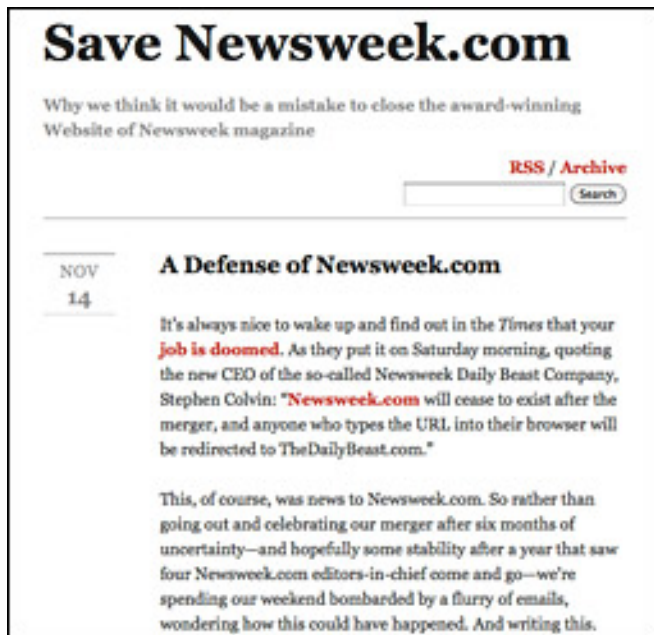 Save Newsweek.com
Why we think it would be a mistake to close the award-winning
Website of Newsweek magazine
RSS / Archive
Search
NOV
14
A Defense of Newsweek.com
It's always nice to wake up and find out in the Times that your
job is doomed. As they put it on Saturday morning, quoting
the new CEO of the so-called Newsweek Daily Beast Company,
Stephen Colvin: "Newsweek.com will cease to exist after the
merger, and anyone who types the URL into their browser will
be redirected to TheDailyBeast.com."
This, of course, was news to Newsweek.com. So rather than
going out and celebrating our merger after six months of
uncertainty—and hopefully some stability after a year that saw
four Newsweek.com editors-in-chief come and go—we're
spending our weekend bombarded by a flurry of emails,
wondering how this could have happened. And writing this.